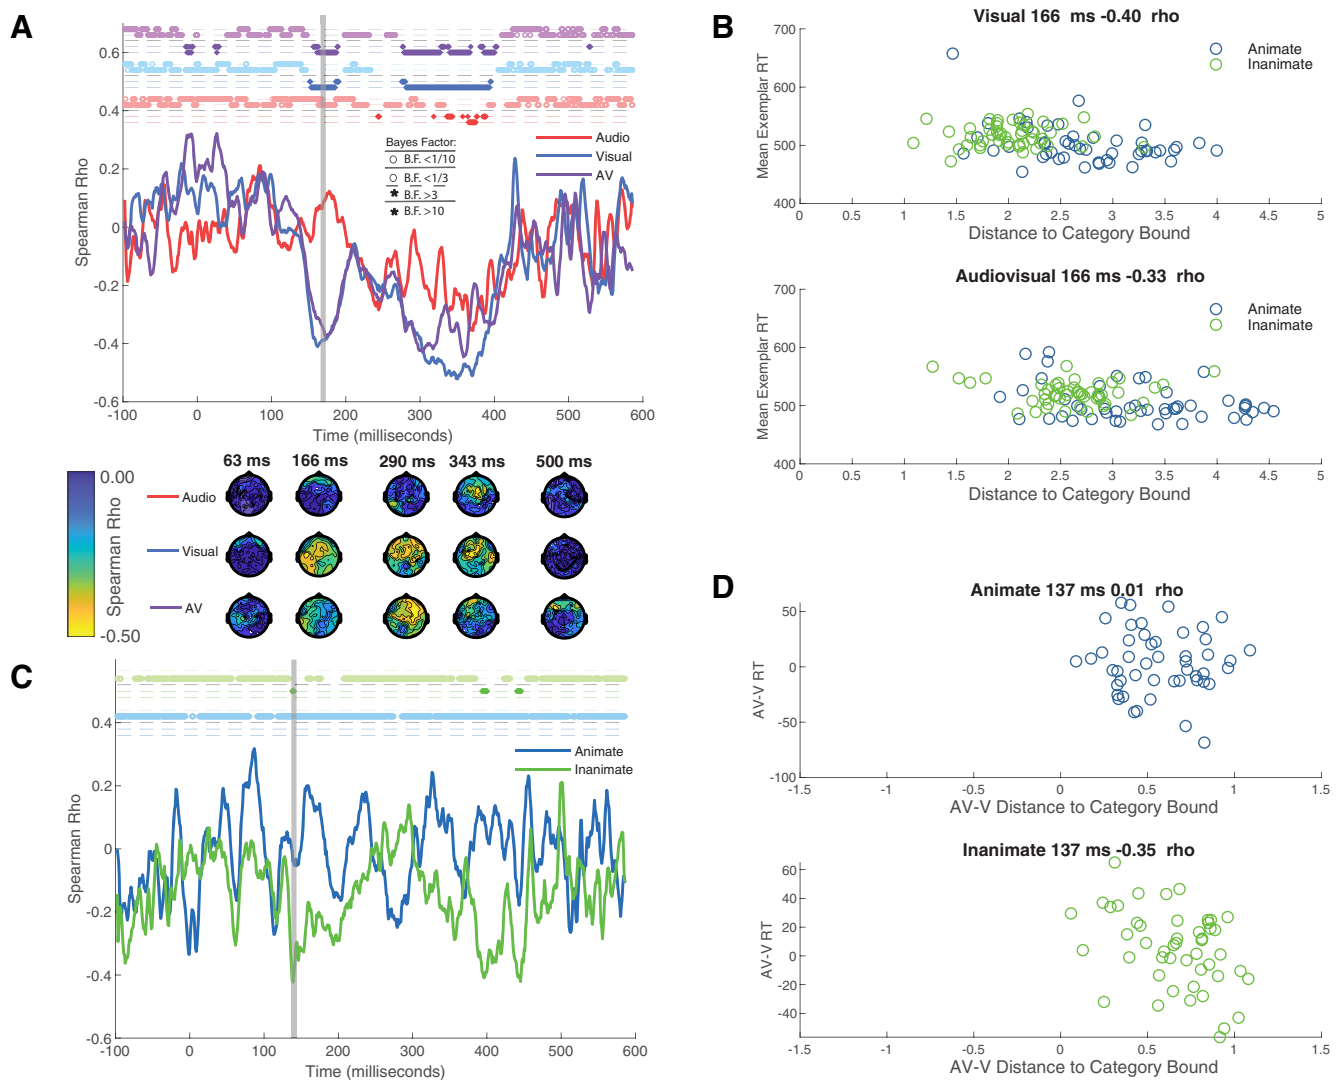 A
0.6
0.4
0.2
0
-0.2
-0.4
-0.6
Spearman Rho
-100
0
100
200
300
400
500
600
Time (milliseconds)
Bayes Factor:
B.F. <1/10
B.F. <1/3
B.F. >3
B.F. >10
Audio
Visual
AV
63 ms
166 ms
290 ms
343 ms
500 ms
0.00
Spearman Rho
-0.50
Audio
Visual
AV
B
Visual 166 ms -0.40 rho
700
600
500
400
Mean Exemplar RT
Animate
Inanimate
0
0.5
1
1.5
2
2.5
3
3.5
4
4.5
5
Distance to Category Bound
Audiovisual 166 ms -0.33 rho
700
600
500
400
Mean Exemplar RT
Animate
Inanimate
0
0.5
1
1.5
2
2.5
3
3.5
4
4.5
5
Distance to Category Bound
C
0.4
0.2
0
-0.2
-0.4
-0.6
Spearman Rho
Animate
Inanimate
-100
0
100
200
300
400
500
600
Time (milliseconds)
D
Animate 137 ms 0.01 rho
50
0
-50
-100
AV-V RT
-1.5
-1
-0.5
0
0.5
1
1.5
AV-V Distance to Category Bound
Inanimate 137 ms -0.35 rho
60
40
20
0
-20
-40
AV-V RT
-1.5
-1
-0.5
0
0.5
1
1.5
AV-V Distance to Category Bound